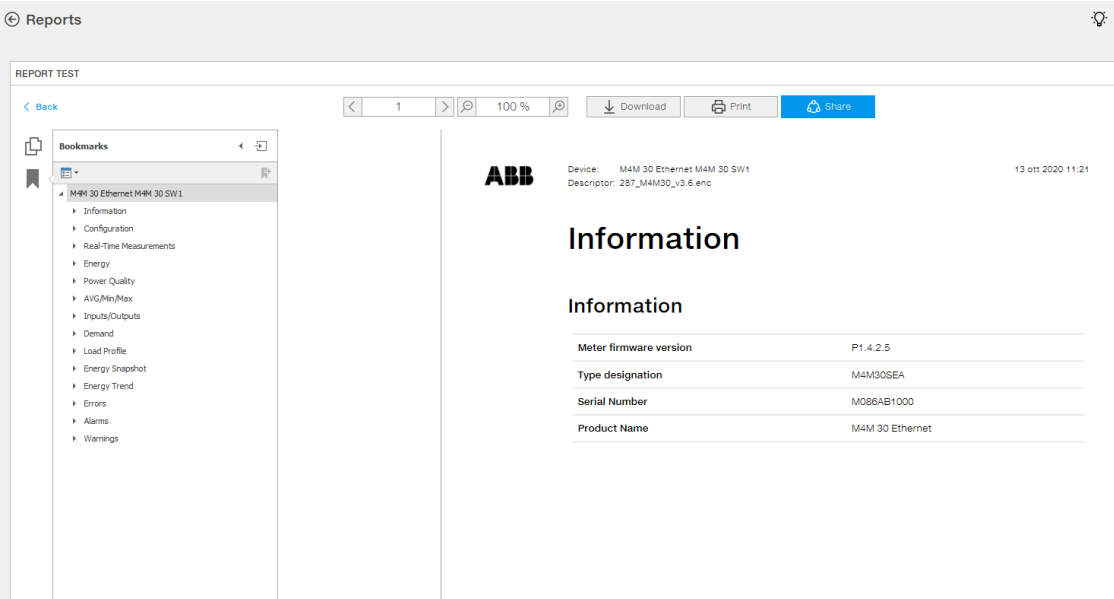 Reports
REPORT TEST
Back
1
100 %
Download
Print
Share
Bookmarks
M4M 30 Ethernet M4M 30 SW1
Information
Configuration
Real-Time Measurements
Energy
Power Quality
AVG/Min/Max
Inputs/Outputs
Demand
Load Profile
Energy Snapshot
Energy Trend
Errors
Alarms
Warnings
ABB
Device: M4M 30 Ethernet M4M 30 SW1
13 ott 2020 11:21
Descriptor: 287_M4M30_v3.6.enc
Information
Information
Meter firmware version P1.4.2.5
Type designation M4M30SEA
Serial Number M086AB1000
Product Name M4M 30 Ethernet